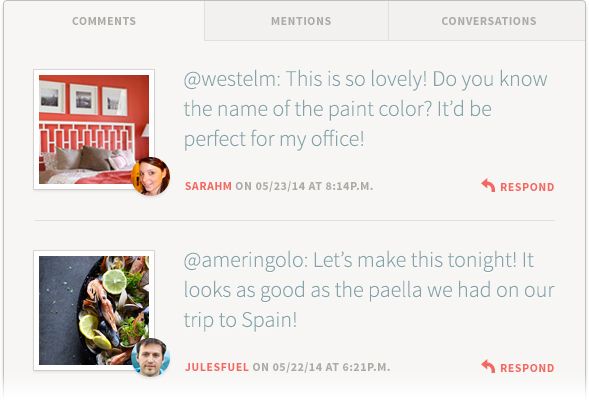 COMMENTS
MENTIONS
CONVERSATIONS
@westelm: This is so lovely! Do you know
the name of the paint color? It’d be
perfect for my office!
SARAHM ON 05/23/14 AT 8:14P.M.
RESPOND
@ameringolo: Let’s make this tonight! It
looks as good as the paella we had on our
trip to Spain!
JULESFUEL ON 05/22/14 AT 6:21P.M.
RESPOND